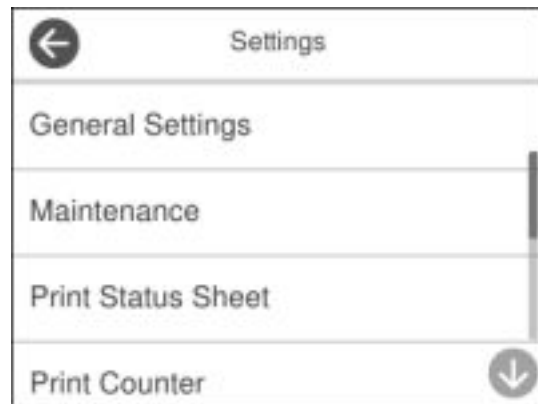 Settings
General Settings
Maintenance
Print Status Sheet
Print Counter